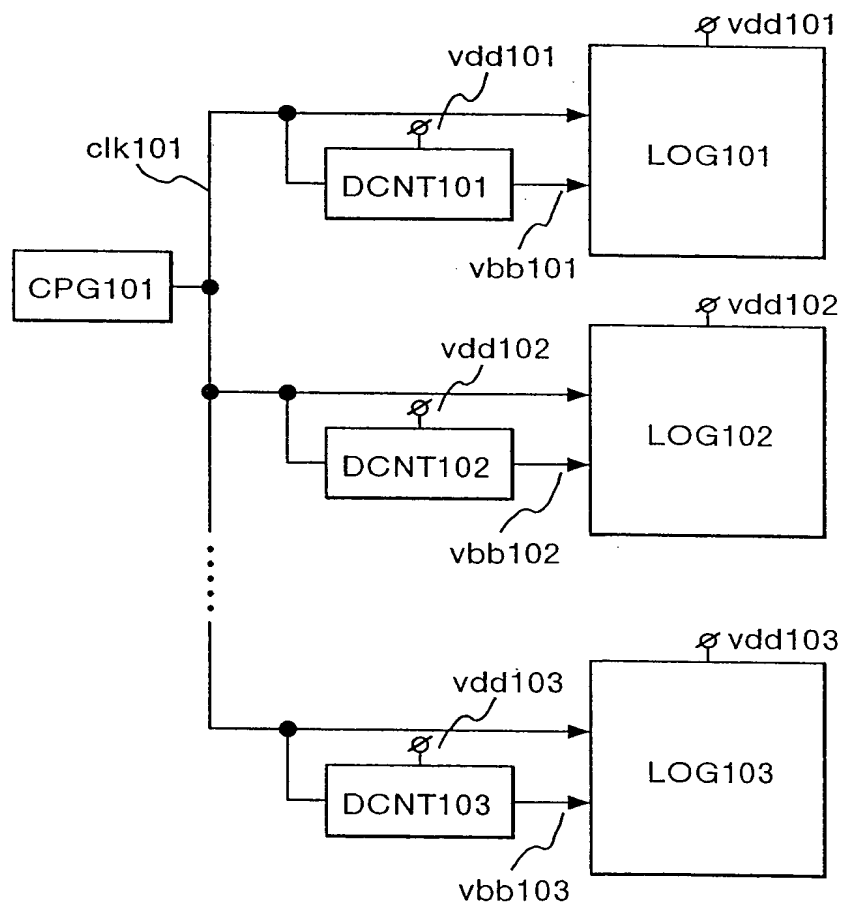 vdd101
vdd101
clk101
LOG101
DCNT101
vbb101
CPG101
vdd102
vdd102
LOG102
DCNT102
vbb102
vdd103
vdd103
LOG103
DCNT103
vbb103